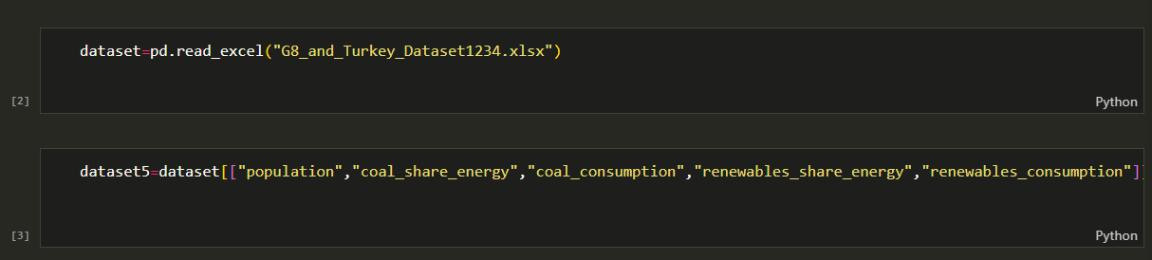 dataset=pd.read_excel("G8_and_Turkey_Dataset1234.xlsx")
[2]
Python
dataset5=dataset[["population","coal_share_energy","coal_consumption","renewables_share_energy","renewables_consumption"]]
[3]
Python